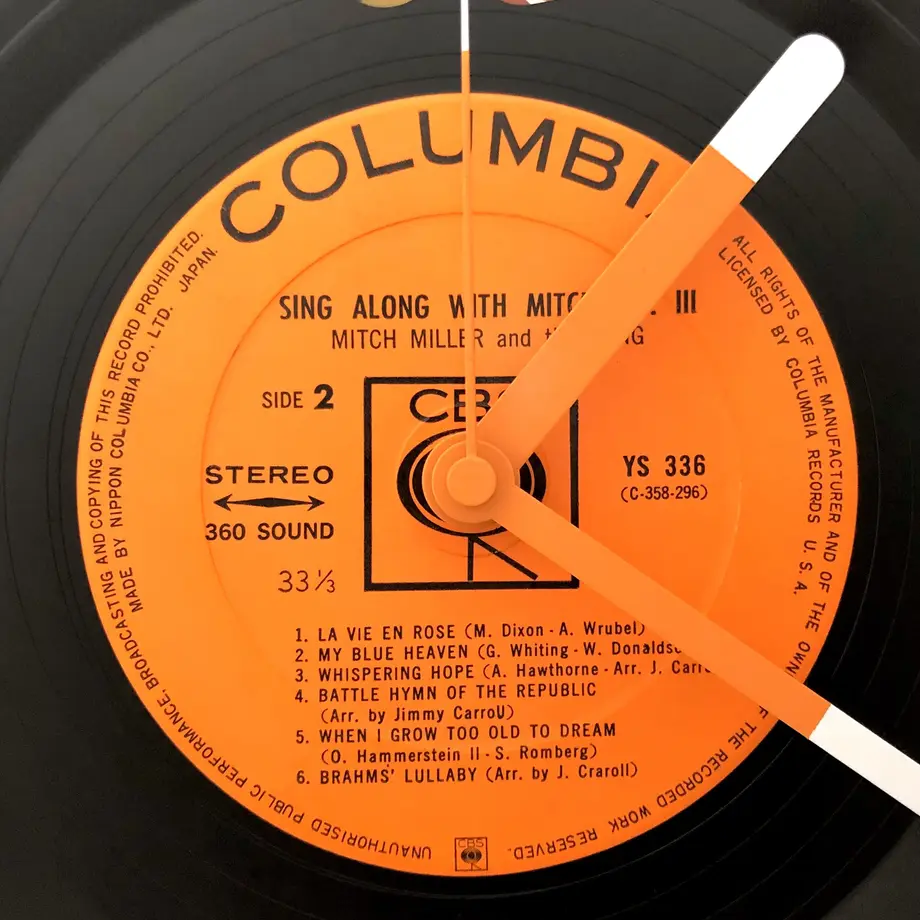 COLUMBI
SING ALONG WITH MITC III
MITCH MILLER and
SIDE 2
CBS
STEREO
360 SOUND
33 1/3
YS 336
(C-358-296)
1. LA VIE EN ROSE (M. Dixon - A. Wrubel)
2. MY BLUE HEAVEN (G. Whiting - W. Donaldso
3. WHISPERING HOPE (A. Hawthorne - Arr. J. Carr
4. BATTLE HYMN OF THE REPUBLIC
(Arr. by Jimmy Carroll)
5. WHEN I GROW TOO OLD TO DREAM
(O. Hammerstein II - S. Romberg)
6. BRAHMS' LULLABY (Arr. by J. Craroll)
ALL RIGHTS OF THE MANUFACTURER AND OF THE OWN F THE RECORDED WORK RESERVED.
LICENSED BY COLUMBIA RECORDS U. S. A.
UNAUTHORISED PUBLIC PERFORMANCE, BROADCASTING AND COPYING OF THIS RECORD PROHIBITED.
MADE BY NIPPON COLUMBIA CO., LTD. JAPAN.
CBS